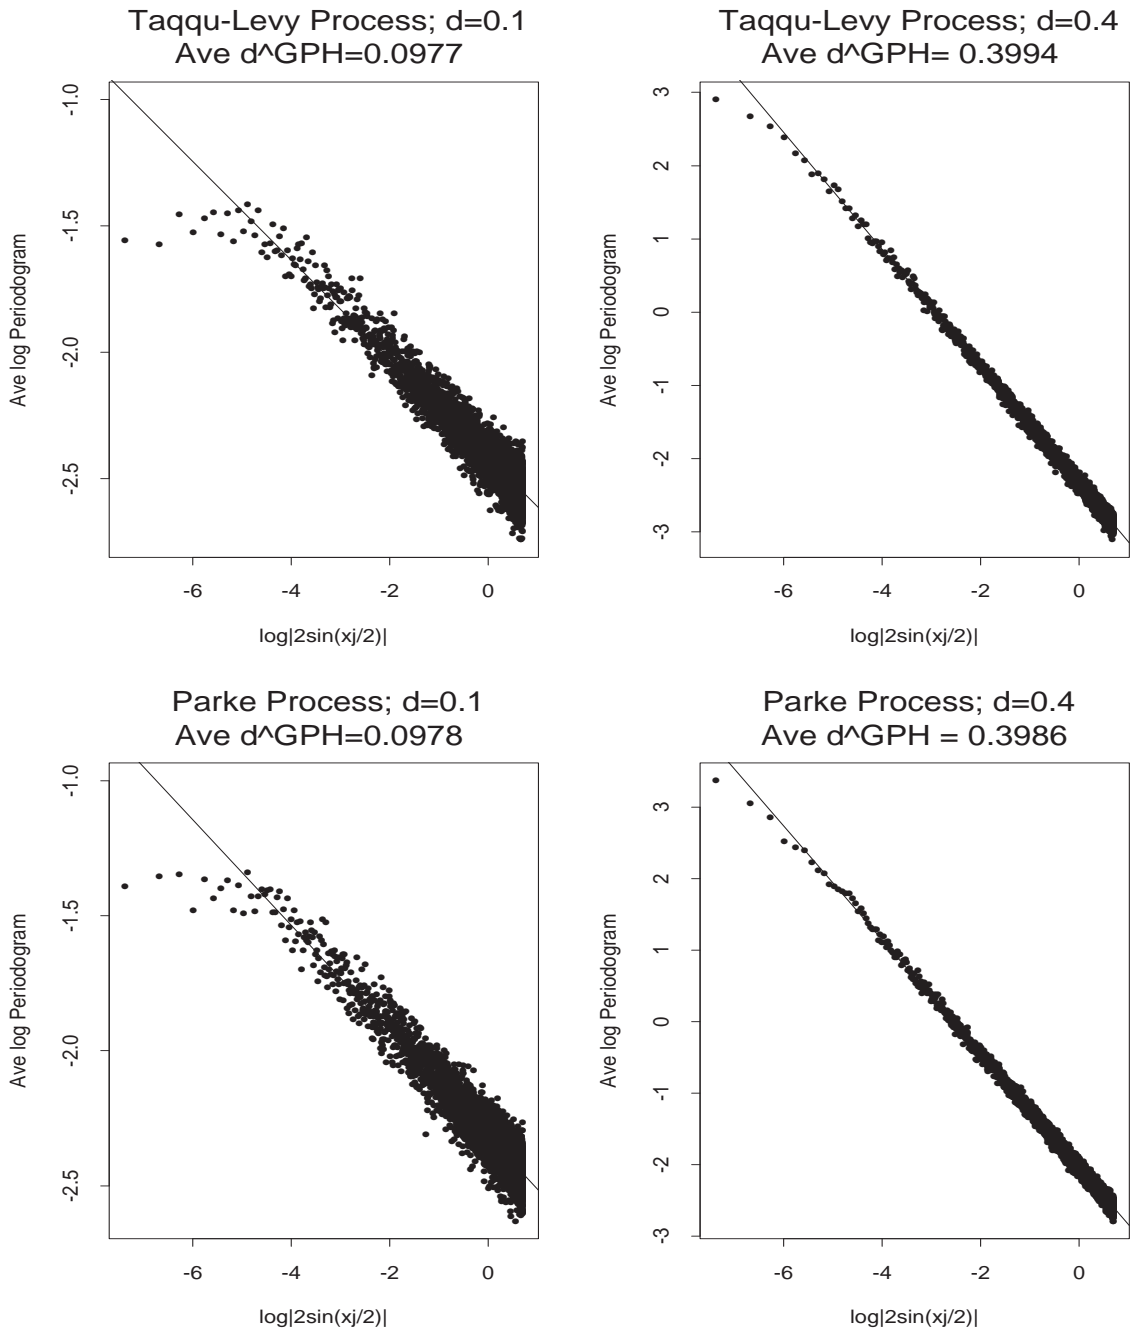 Taqqu-Levy Process; d=0.1
Ave d^GPH=0.0977
-1.0
-1.5
-2.0
-2.5
Ave log Periodogram
-6 -4 -2 0
log|2sin(xj/2)|
Taqqu-Levy Process; d=0.4
Ave d^GPH= 0.3994
3
2
1
0
-1
-2
-3
Ave log Periodogram
-6 -4 -2 0
log|2sin(xj/2)|
Parke Process; d=0.1
Ave d^GPH=0.0978
-1.0
-1.5
-2.0
-2.5
Ave log Periodogram
-6 -4 -2 0
log|2sin(xj/2)|
Parke Process; d=0.4
Ave d^GPH = 0.3986
3
2
1
0
-1
-2
-3
Ave log Periodogram
-6 -4 -2 0
log|2sin(xj/2)|